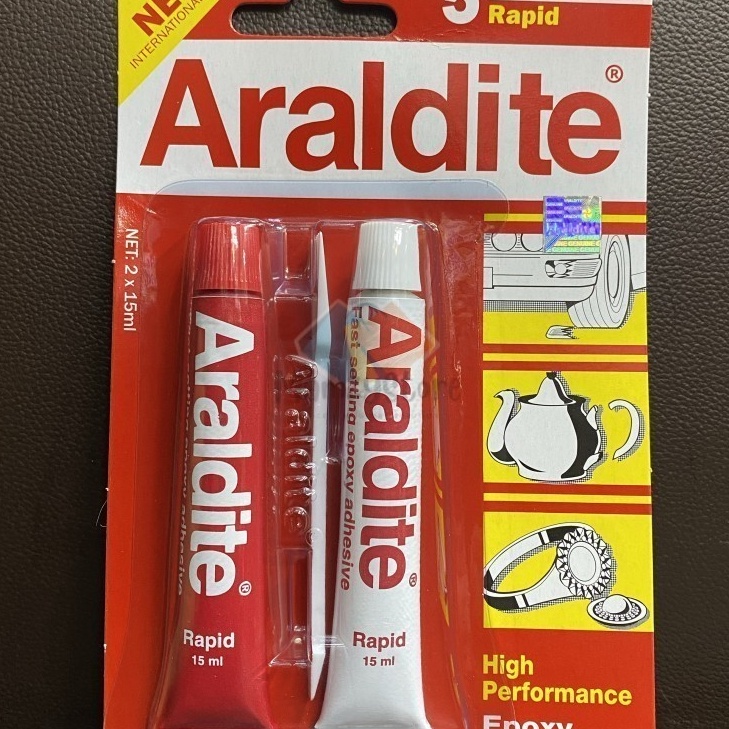 NEW
INTERNATIONAL
5
Rapid
Araldite®
NET: 2 x 15ml
Araldite®
Rapid
15 ml
Araldite
Araldite®
Fast setting epoxy adhesive
Rapid
15 ml
High
Performance
Epoxy